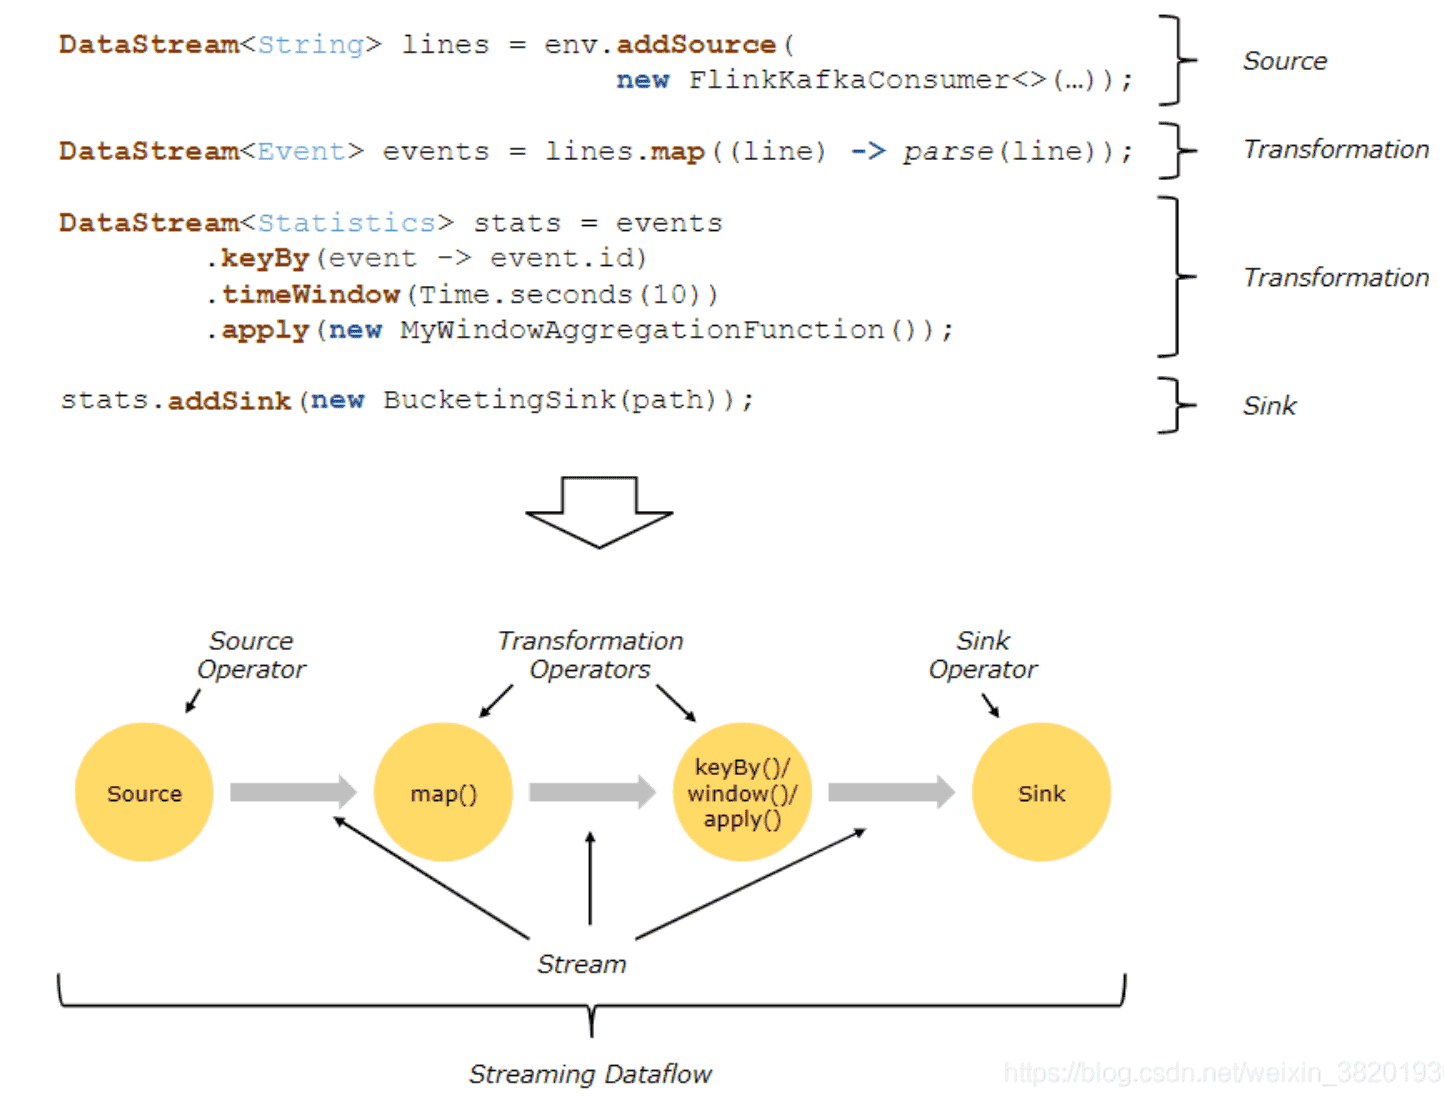 DataStream<String> lines = env.addSource(
new FlinkKafkaConsumer<>(…));
Source
DataStream<Event> events = lines.map((line) -> parse(line));
Transformation
DataStream<Statistics> stats = events
.keyBy(event -> event.id)
.timeWindow(Time.seconds(10))
.apply(new MyWindowAggregationFunction());
Transformation
stats.addSink(new BucketingSink(path));
Sink
Source
Operator
Transformation
Operators
Sink
Operator
Source
map()
keyBy()/
window()/
apply()
Sink
Stream
Streaming Dataflow
https://blog.csdn.net/weixin_3820193